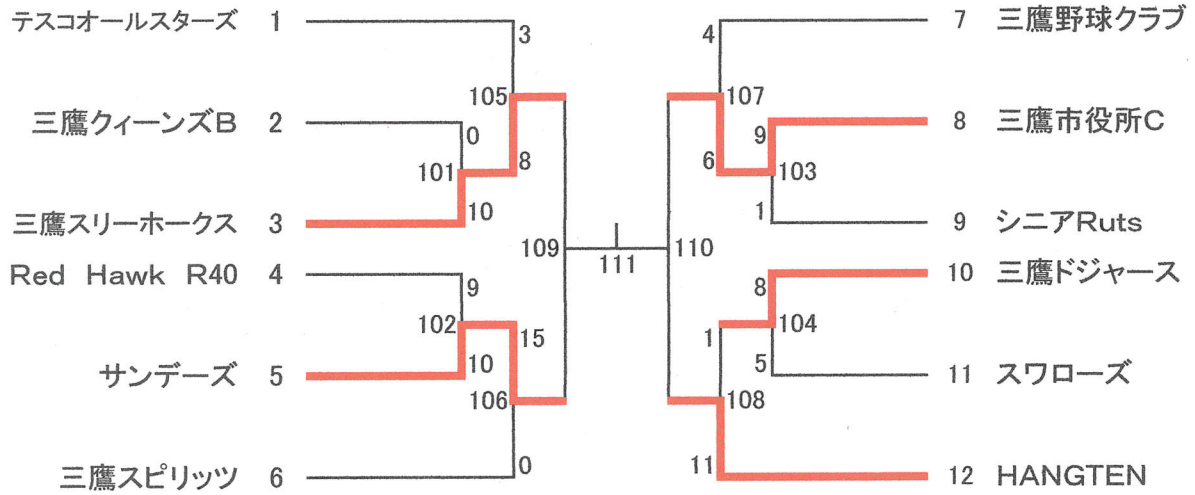 テスコオールスターズ 1
三鷹クィーンズB 2
三鷹スリーホークス 3
Red Hawk R40 4
サンデーズ 5
三鷹スピリッツ 6
3
105
0
101
8
10
9
102
15
10
106
0
109
111
110
4
107
9
6
103
1
8
1
104
5
108
11
7 三鷹野球クラブ
8 三鷹市役所C
9 シニアRuts
10 三鷹ドジャース
11 スワローズ
12 HANGTEN